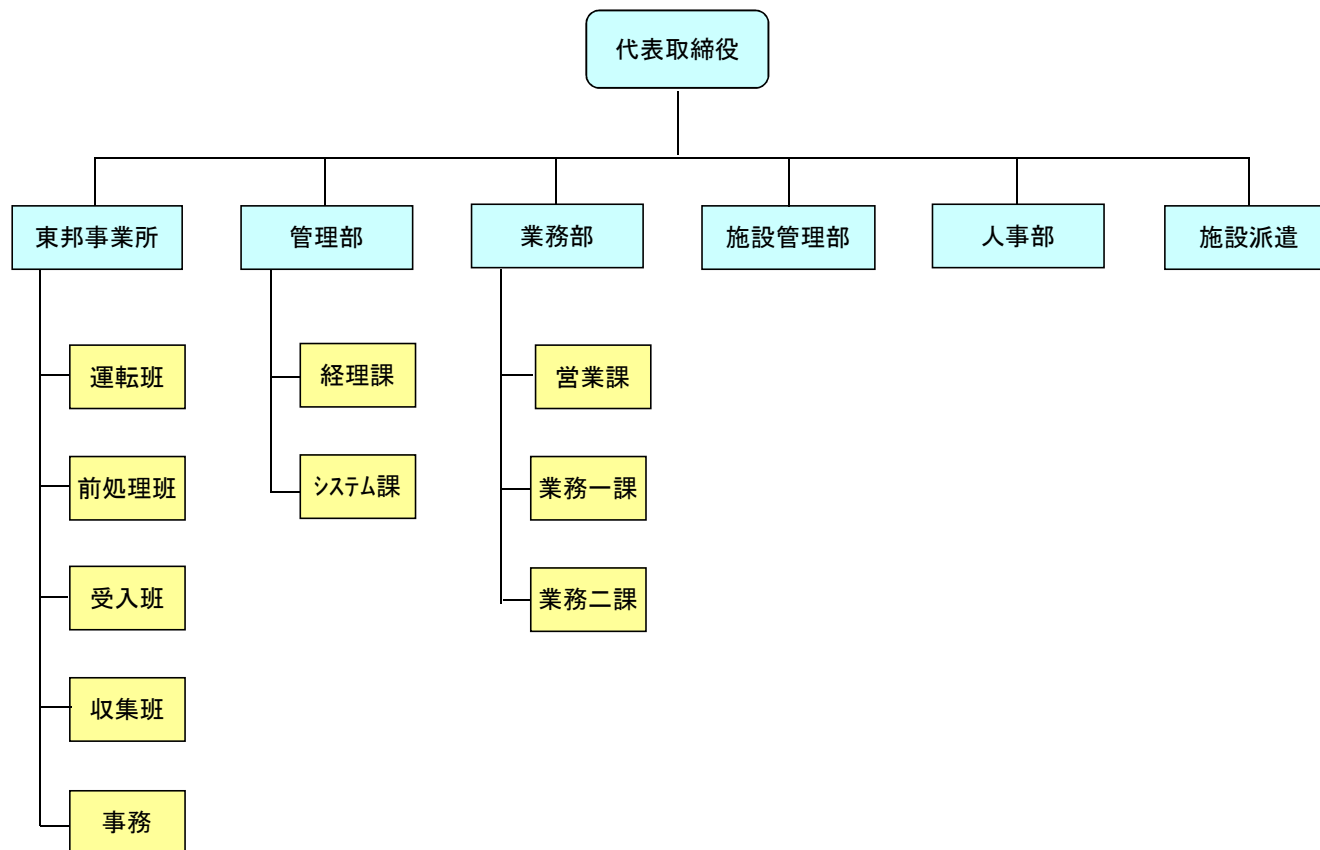 代表取締役
東邦事業所
管理部
業務部
施設管理部
人事部
施設派遣
運転班
経理課
営業課
前処理班
ｼｽﾃﾑ課
業務一課
受入班
業務二課
収集班
事務